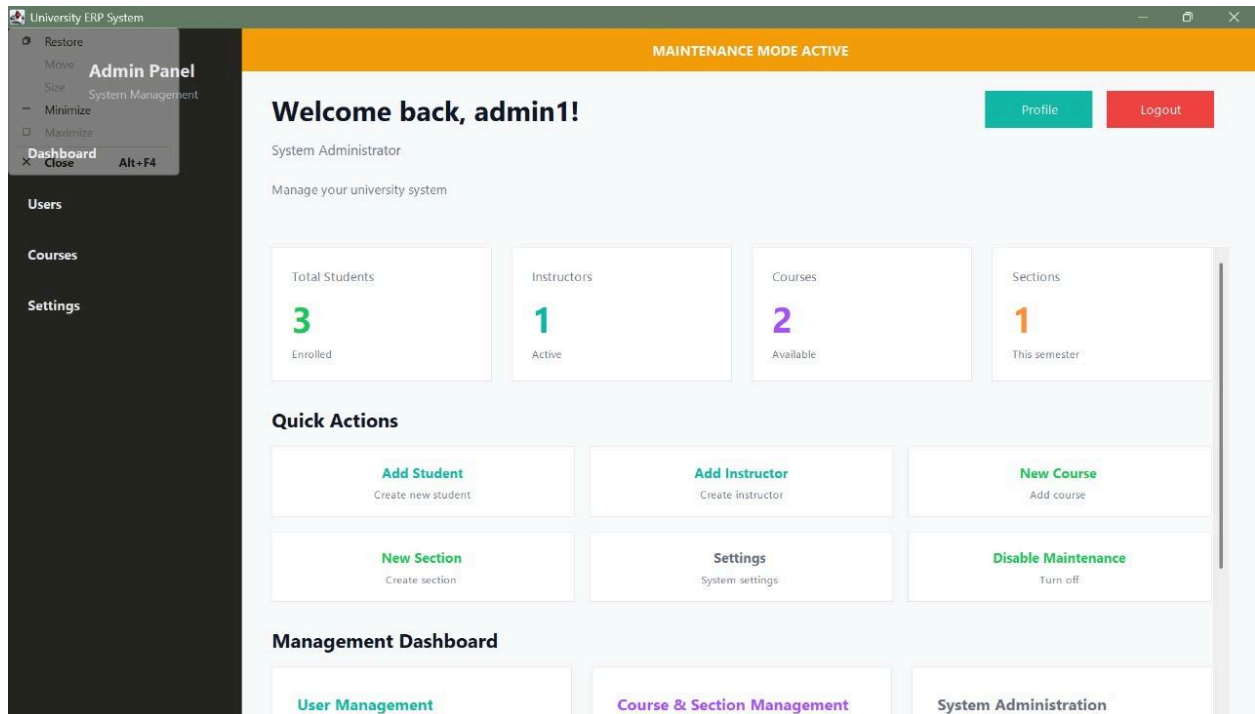 University ERP System
Restore
Move
Size
Minimize
Maximize
Close Alt+F4
Admin Panel
System Management
Dashboard
Users
Courses
Settings
MAINTENANCE MODE ACTIVE
Welcome back, admin1!
System Administrator
Manage your university system
Profile
Logout
Total Students
3
Enrolled
Instructors
1
Active
Courses
2
Available
Sections
1
This semester
Quick Actions
Add Student
Create new student
Add Instructor
Create instructor
New Course
Add course
New Section
Create section
Settings
System settings
Disable Maintenance
Turn off
Management Dashboard
User Management
Course & Section Management
System Administration